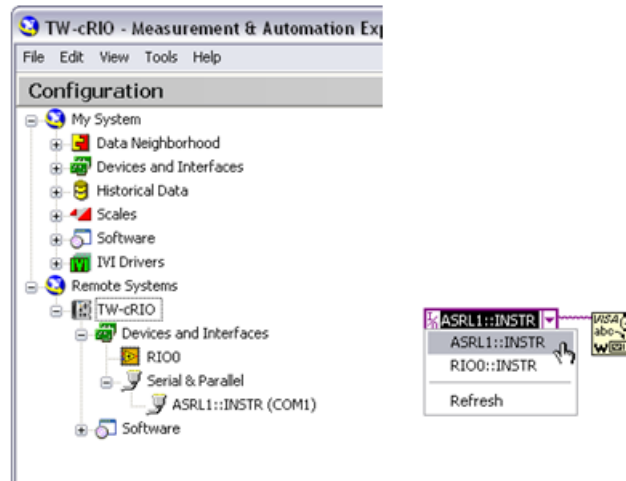 TW-cRIO - Measurement & Automation Exp
File Edit View Tools Help
Configuration
My System
Data Neighborhood
Devices and Interfaces
Historical Data
Scales
Software
IVI Drivers
Remote Systems
TW-cRIO
Devices and Interfaces
RIO0
Serial & Parallel
ASRL1::INSTR (COM1)
Software
ASRL1::INSTR
ASRL1::INSTR
RIO0::INSTR
Refresh
VISA
abc
W